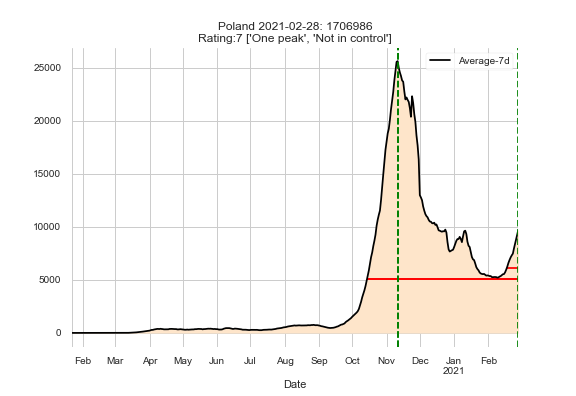 Poland 2021-02-28: 1706986
Rating:7 ['One peak', 'Not in control']
Average-7d
25000
20000
15000
10000
5000
0
Feb Mar Apr May Jun Jul Aug Sep Oct Nov Dec Jan Feb
2021
Date